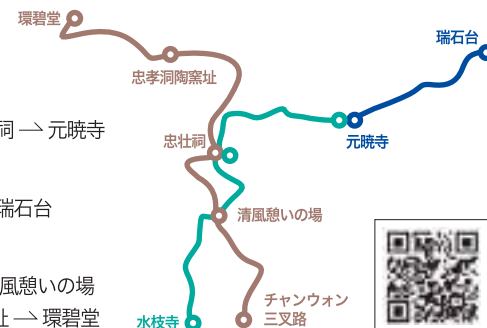 環碧堂
瑞石台
忠孝洞陶窯址
祠 → 元暁寺
忠壮祠
元暁寺
瑞石台
清風憩いの場
風憩いの場
チャンウォン
三叉路
址 → 環碧堂
水枝寺